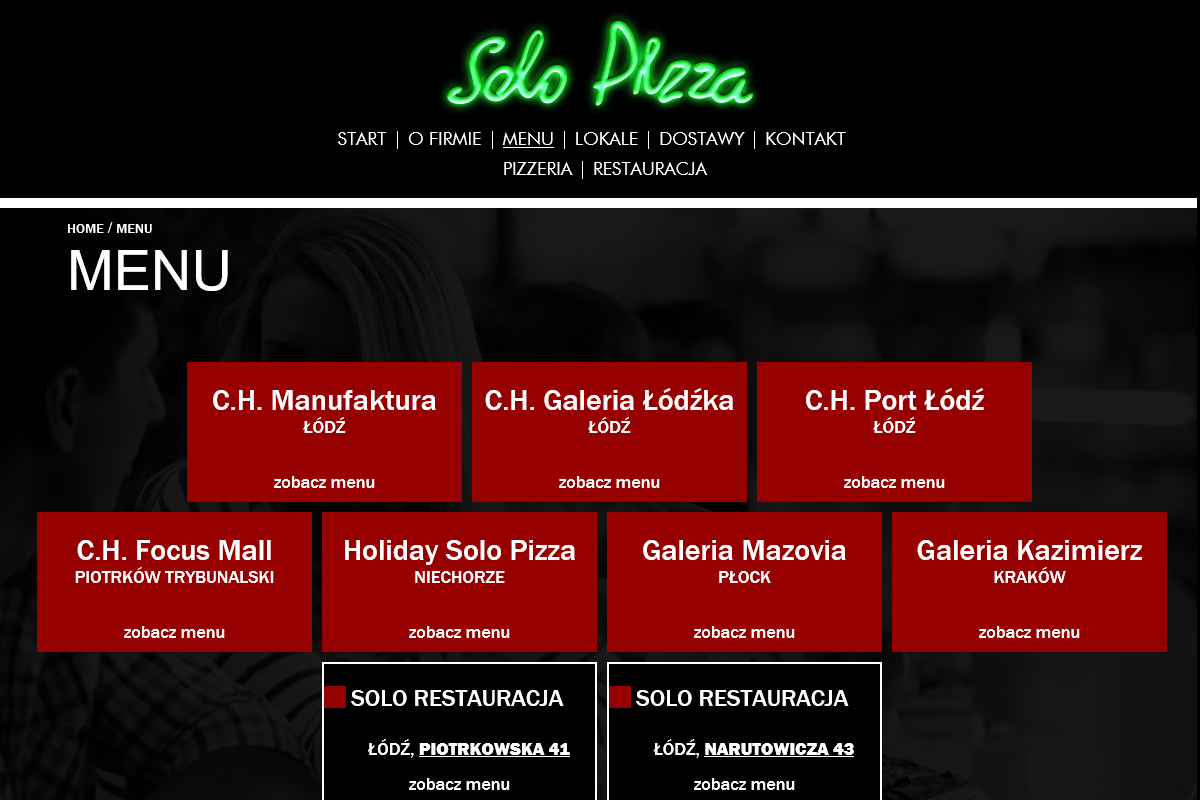 Solo Pizza
START | O FIRMIE | MENU | LOKALE | DOSTAWY | KONTAKT
PIZZERIA | RESTAURACJA
HOME / MENU
MENU
C.H. Manufaktura
ŁÓDŹ
zobacz menu
C.H. Galeria Łódźka
ŁÓDŹ
zobacz menu
C.H. Port Łódź
ŁÓDŹ
zobacz menu
C.H. Focus Mall
PIOTRKÓW TRYBUNALSKI
zobacz menu
Holiday Solo Pizza
NIECHORZE
zobacz menu
Galeria Mazovia
PŁOCK
zobacz menu
Galeria Kazimierz
KRAKÓW
zobacz menu
SOLO RESTAURACJA
ŁÓDŹ, PIOTRKOWSKA 41
zobacz menu
SOLO RESTAURACJA
ŁÓDŹ, NARUTOWICZA 43
zobacz menu